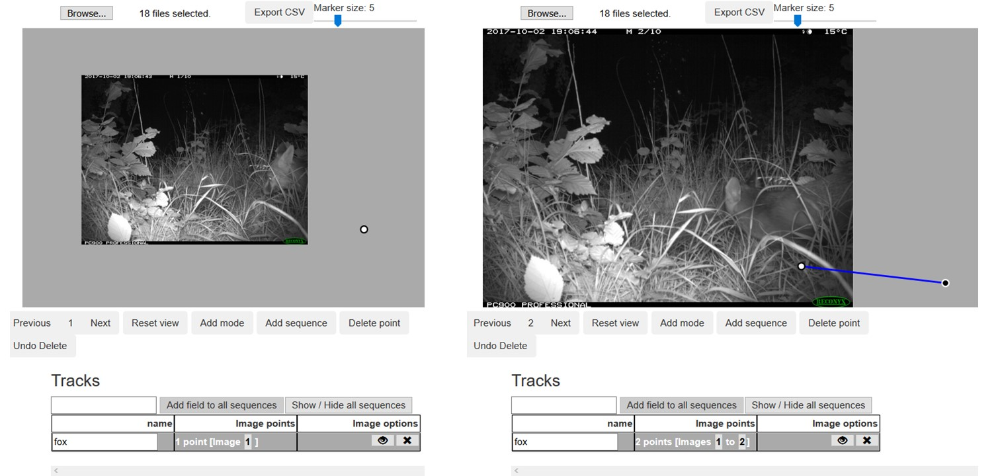 Browse... 18 files selected. Export CSV Marker size: 5
2017-10-02 19:06:43 M 1/10 15°C
PC900 PROFESSIONAL RECONYX
Previous 1 Next Reset view Add mode Add sequence Delete point
Undo Delete
Tracks
Add field to all sequences Show / Hide all sequences
name Image points Image options
fox 1 point [Image 1 ]
Browse... 18 files selected. Export CSV Marker size: 5
2017-10-02 19:06:44 M 2/10 15°C
PC900 PROFESSIONAL RECONYX
Previous 2 Next Reset view Add mode Add sequence Delete point
Undo Delete
Tracks
Add field to all sequences Show / Hide all sequences
name Image points Image options
fox 2 points [Images 1 to 2 ]